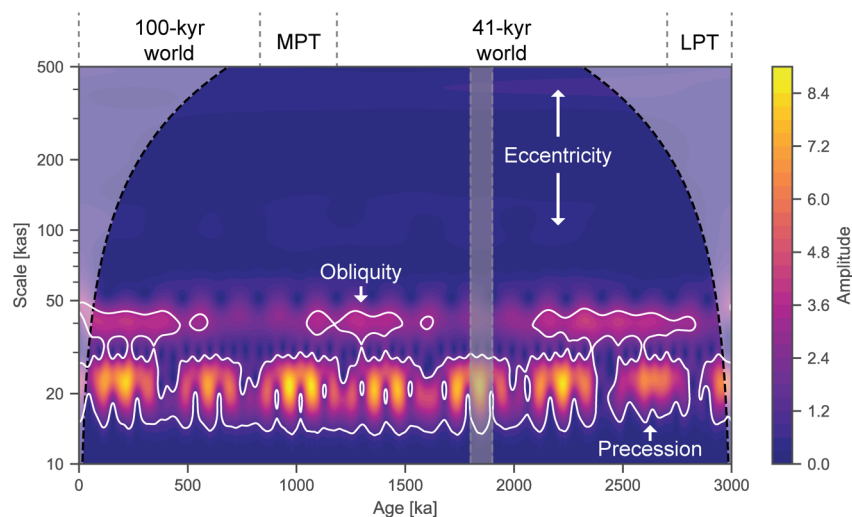 100-kyr
world
MPT
41-kyr
world
LPT
500
200
100
50
20
10
Scale [kas]
Eccentricity
Obliquity
Precession
0
500
1000
1500
2000
2500
3000
Age [ka]
8.4
7.2
6.0
4.8
3.6
2.4
1.2
0.0
Amplitude